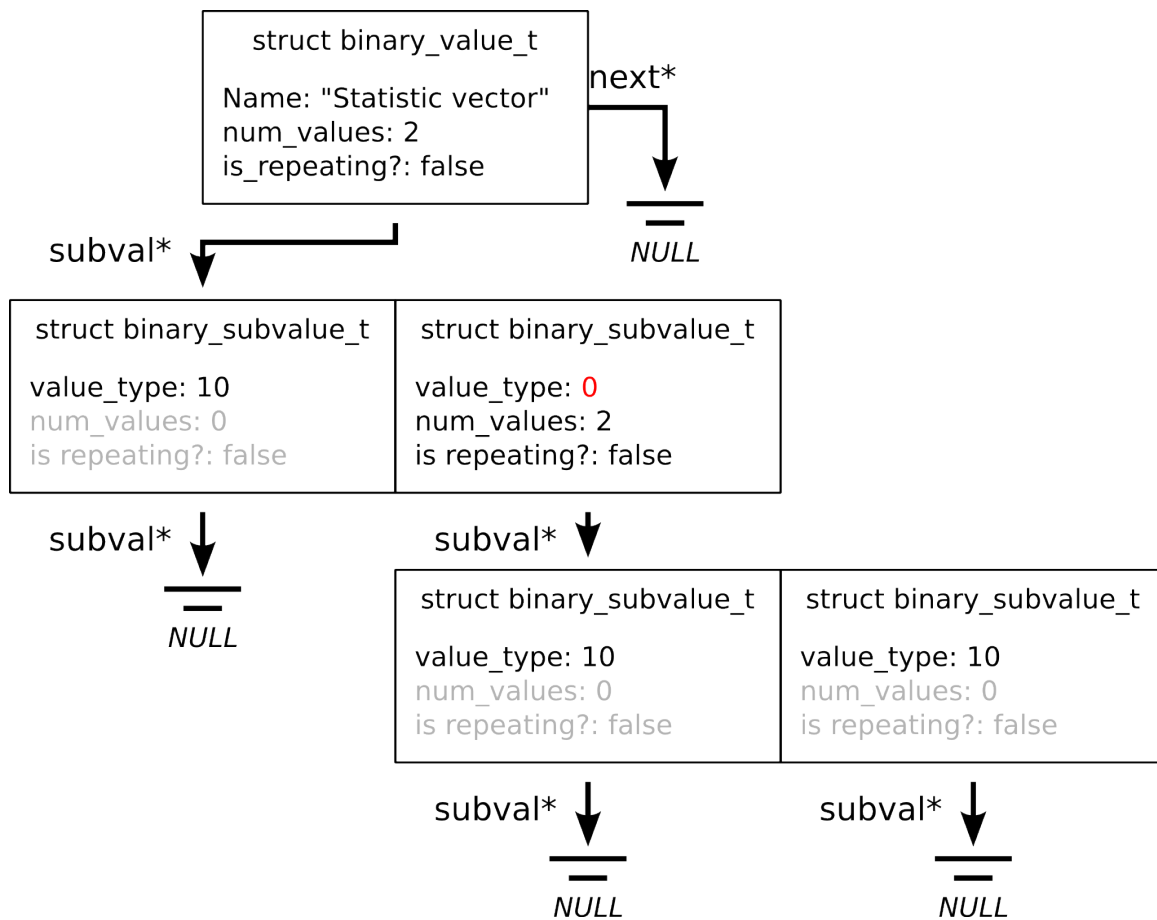 struct binary_value_t
Name: "Statistic vector"
num_values: 2
is_repeating?: false
next*
NULL
subval*
struct binary_subvalue_t
value_type: 10
num_values: 0
is repeating?: false
struct binary_subvalue_t
value_type: 0
num_values: 2
is repeating?: false
subval*
NULL
subval*
struct binary_subvalue_t
value_type: 10
num_values: 0
is repeating?: false
struct binary_subvalue_t
value_type: 10
num_values: 0
is repeating?: false
subval*
NULL
subval*
NULL